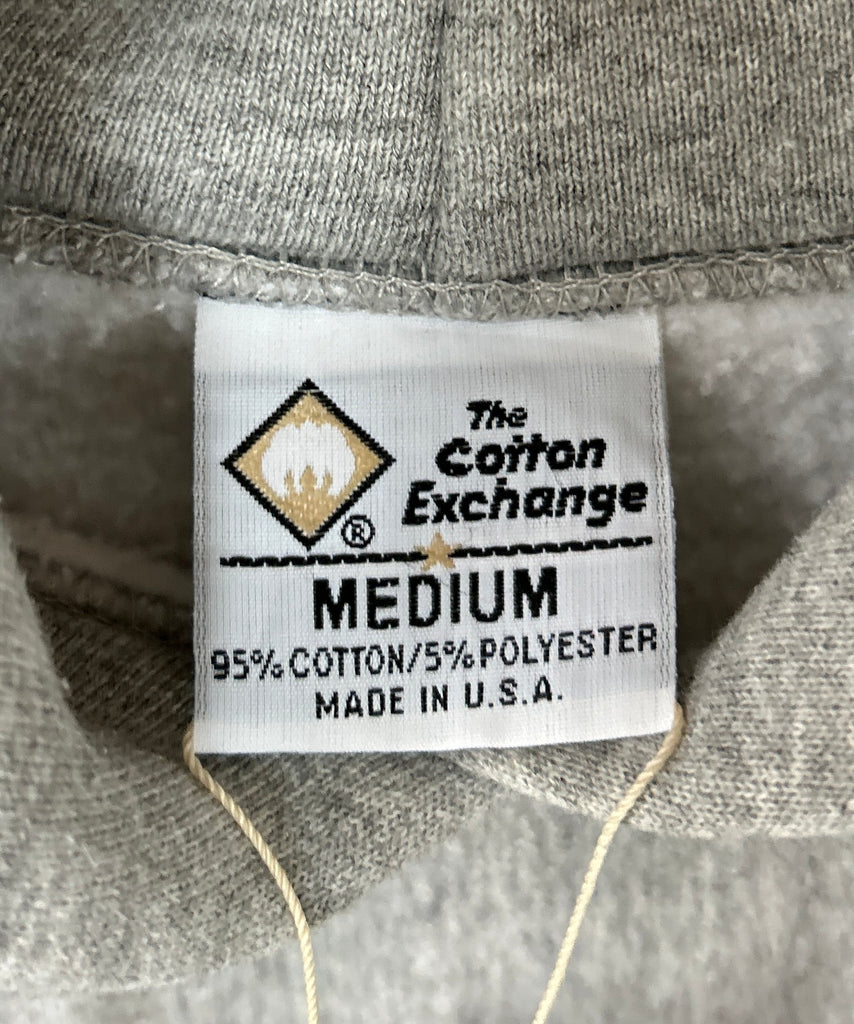 The
Cotton
Exchange
®
MEDIUM
95% COTTON/5% POLYESTER
MADE IN U.S.A.